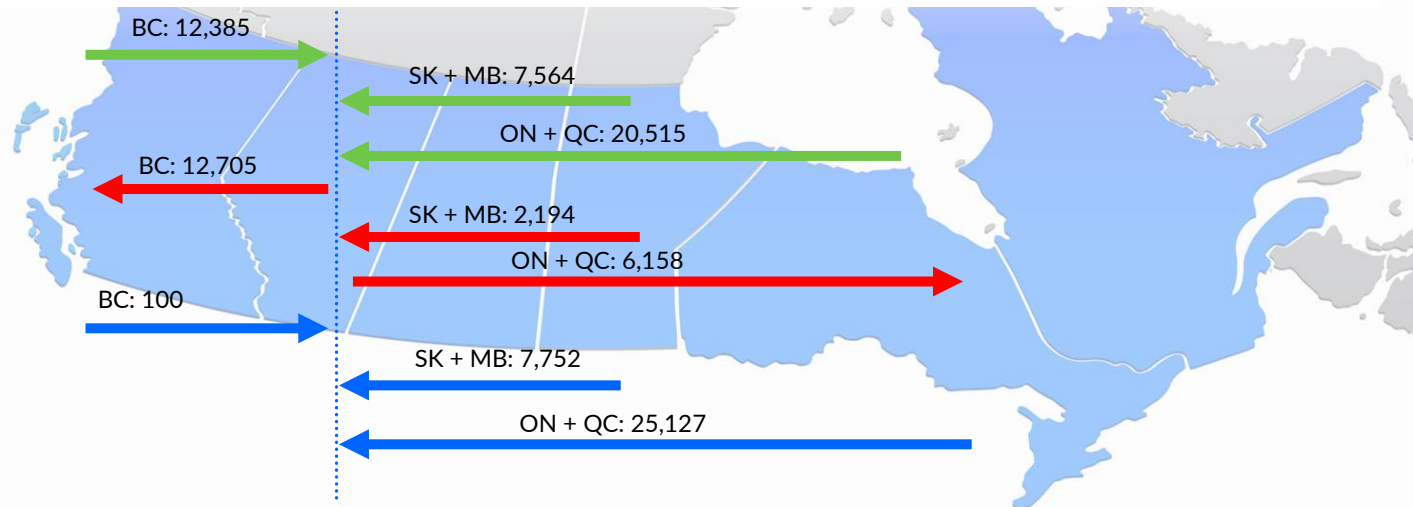 BC: 12,385
SK + MB: 7,564
ON + QC: 20,515
BC: 12,705
SK + MB: 2,194
ON + QC: 6,158
BC: 100
SK + MB: 7,752
ON + QC: 25,127